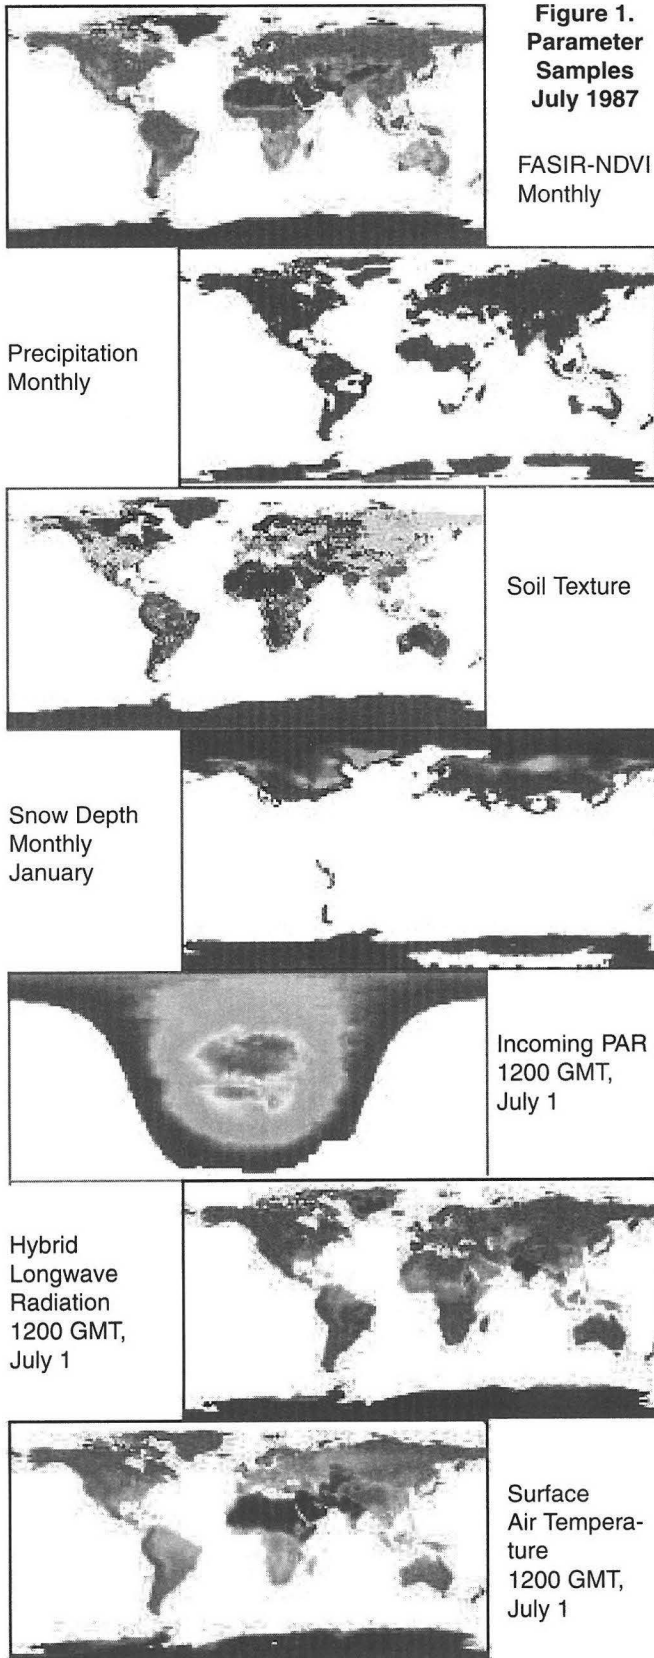 Figure 1.
Parameter
Samples
July 1987
FASIR-NDVI
Monthly
Precipitation
Monthly
Soil Texture
Snow Depth
Monthly
January
Incoming PAR
1200 GMT,
July 1
Hybrid
Longwave
Radiation
1200 GMT,
July 1
Surface
Air Tempera-
ture
1200 GMT,
July 1